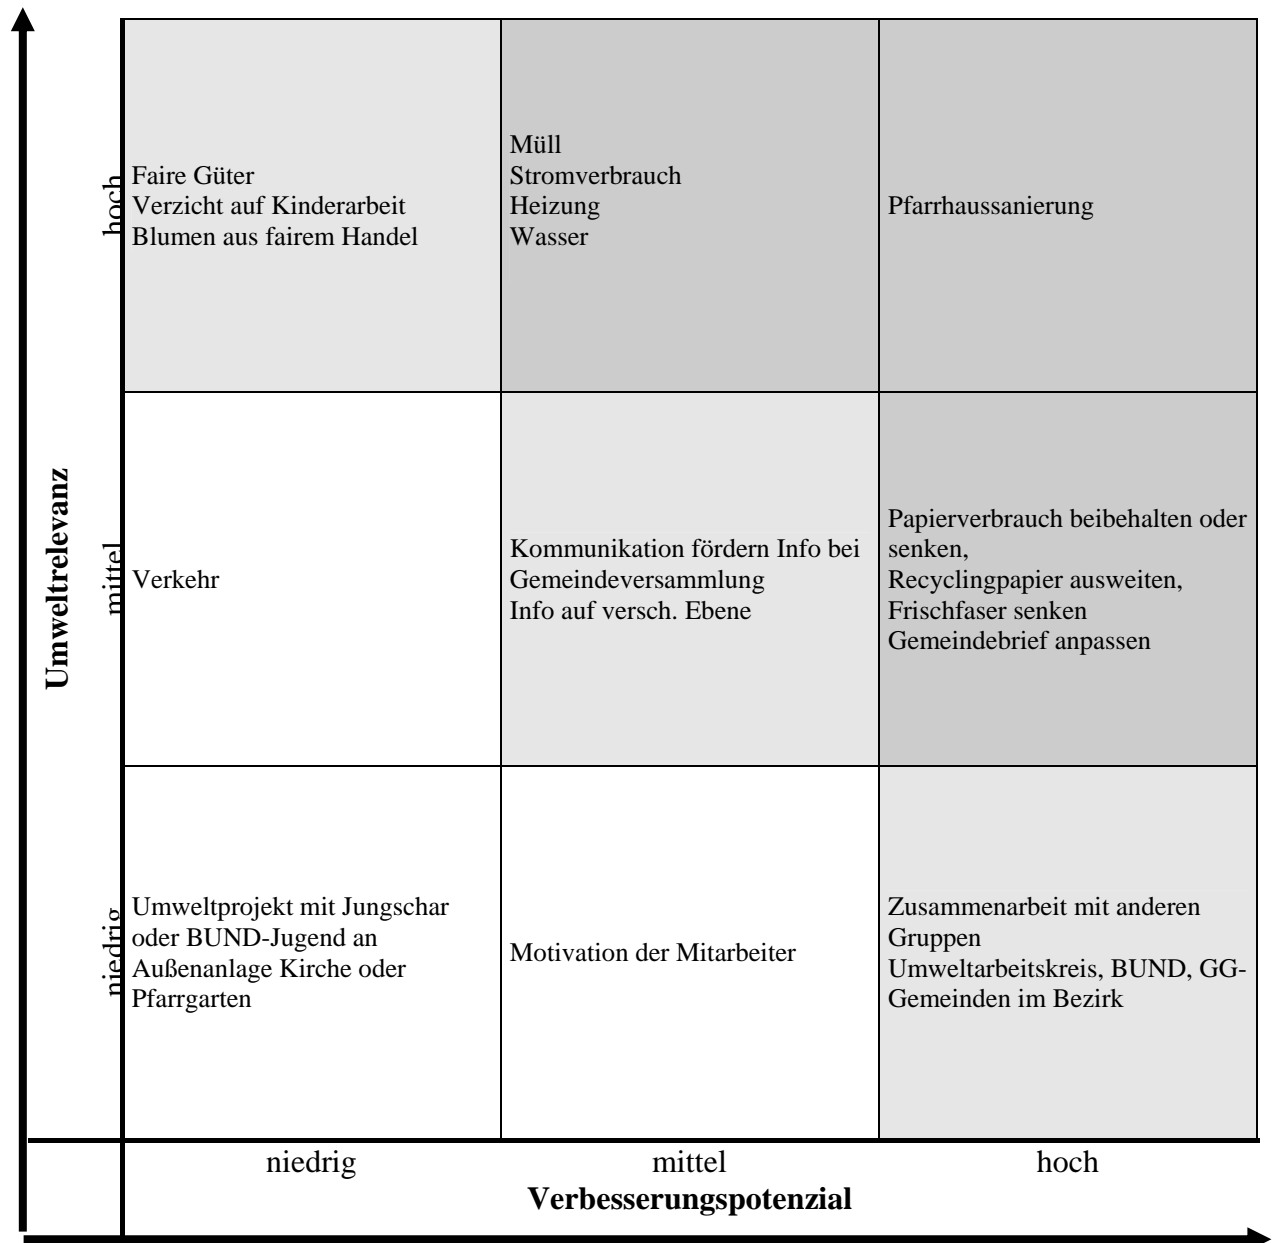 Faire Güter
Verzicht auf Kinderarbeit
Blumen aus fairem Handel
Müll
Stromverbrauch
Heizung
Wasser
Pfarrhaussanierung
hoch
Verkehr
Kommunikation fördern Info bei
Gemeindeversammlung
Info auf versch. Ebene
Papierverbrauch beibehalten oder
senken,
Recyclingpapier ausweiten,
Frischfaser senken
Gemeindebrief anpassen
mittel
Umweltrelevanz
Umweltprojekt mit Jungschar
oder BUND-Jugend an
Außenanlage Kirche oder
Pfarrgarten
Motivation der Mitarbeiter
Zusammenarbeit mit anderen
Gruppen
Umweltarbeitskreis, BUND, GG-
Gemeinden im Bezirk
niedrig
niedrig mittel hoch
Verbesserungspotenzial